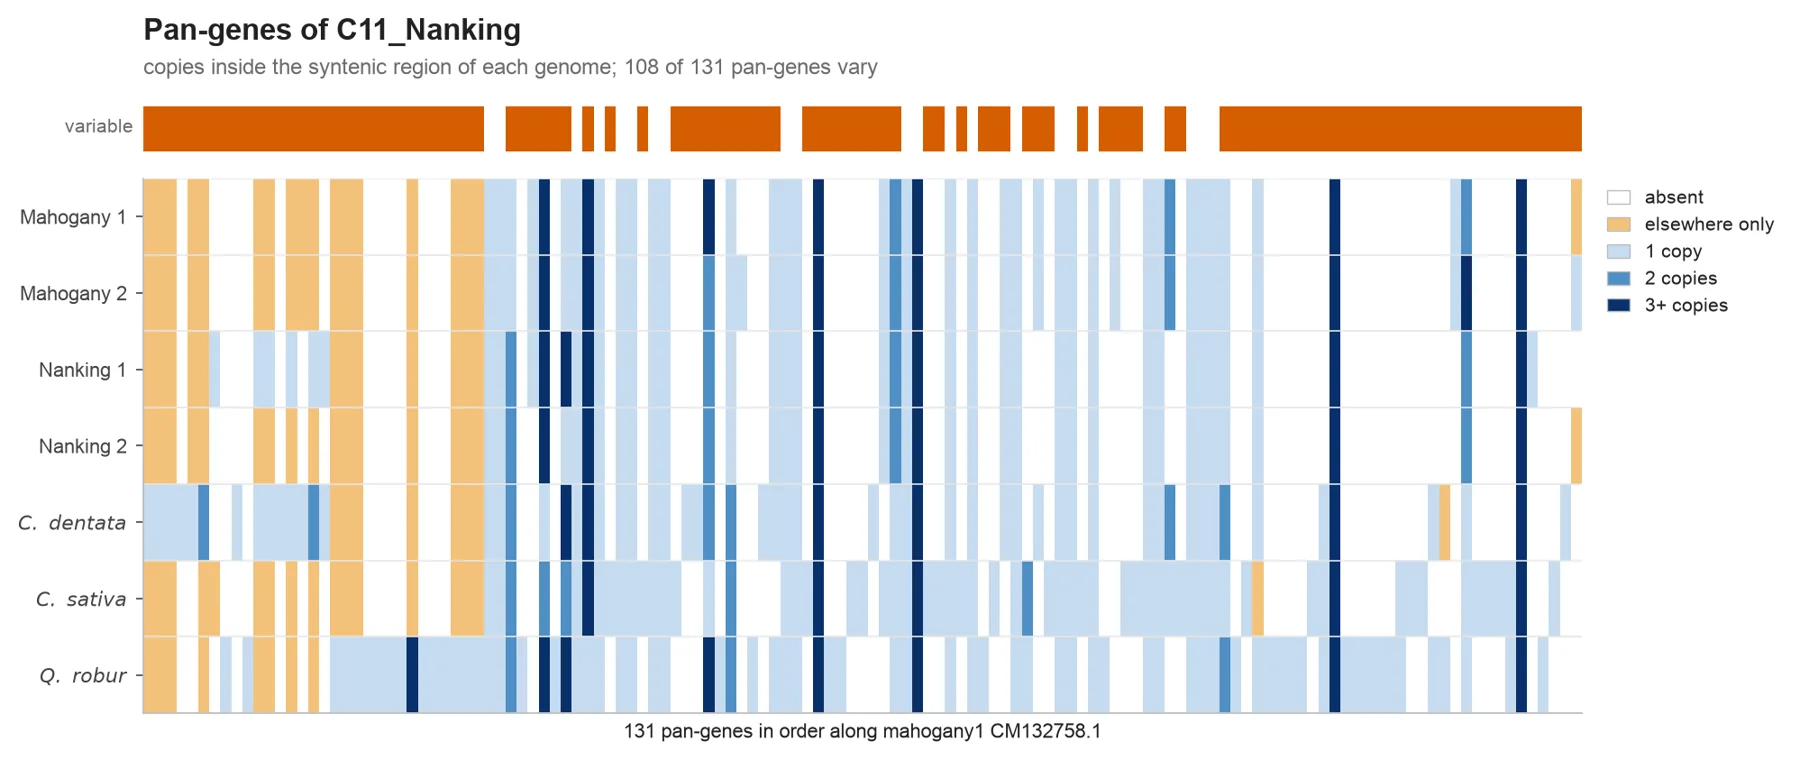 Pan-genes of C11_Nanking
copies inside the syntenic region of each genome; 108 of 131 pan-genes vary
variable
Mahogany 1
Mahogany 2
Nanking 1
Nanking 2
C. dentata
C. sativa
Q. robur
absent
elsewhere only
1 copy
2 copies
3+ copies
131 pan-genes in order along mahogany1 CM132758.1